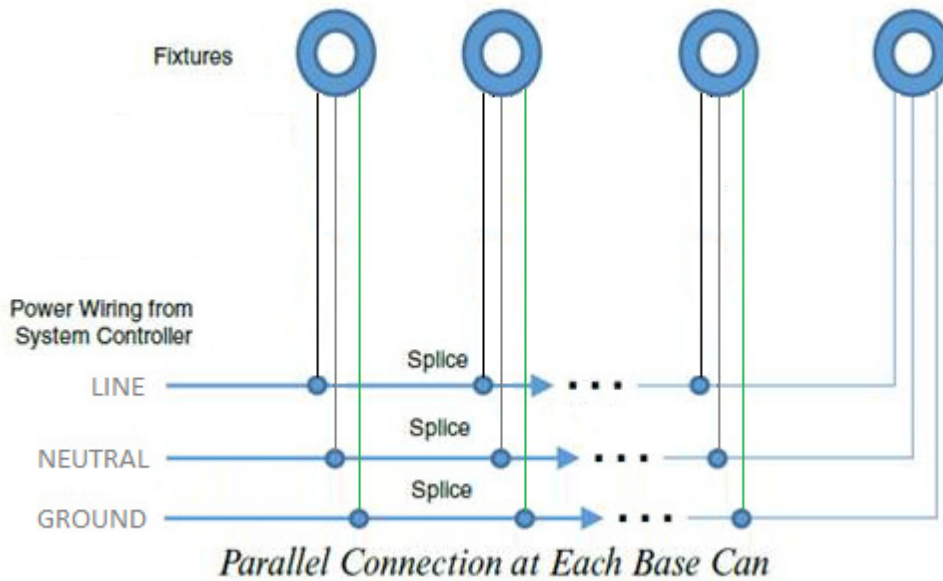 Fixtures
Power Wiring from
System Controller
Splice
LINE
Splice
NEUTRAL
Splice
GROUND
Parallel Connection at Each Base Can